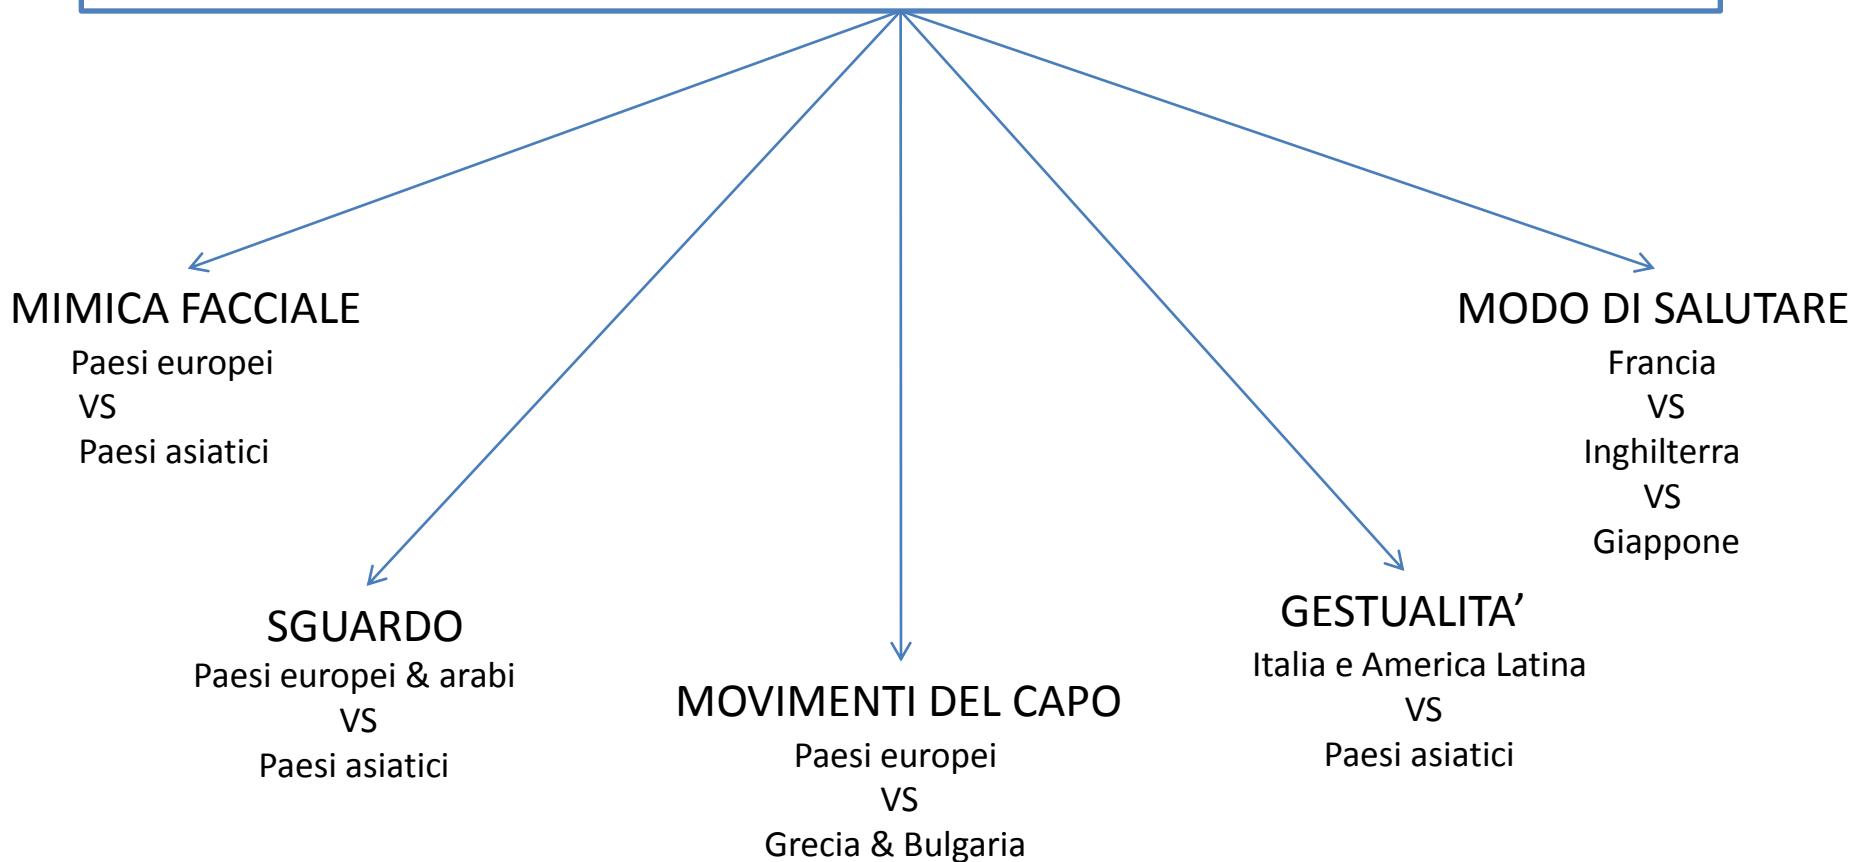 MIMICA FACCIALE
Paesi europei
VS
Paesi asiatici
SGUARDO
Paesi europei & arabi
VS
Paesi asiatici
MOVIMENTI DEL CAPO
Paesi europei
VS
Grecia & Bulgaria
GESTUALITA’
Italia e America Latina
VS
Paesi asiatici
MODO DI SALUTARE
Francia
VS
Inghilterra
VS
Giappone